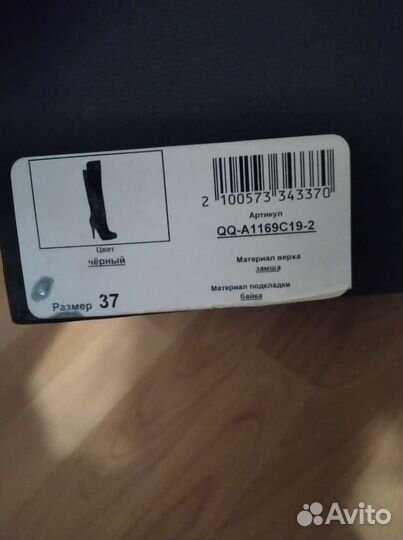 2 100573 343370
Артикул
QQ-A1169C19-2
Цвет
чёрный
Материал верха
замша
Размер 37
Материал подкладки
байка
Avito